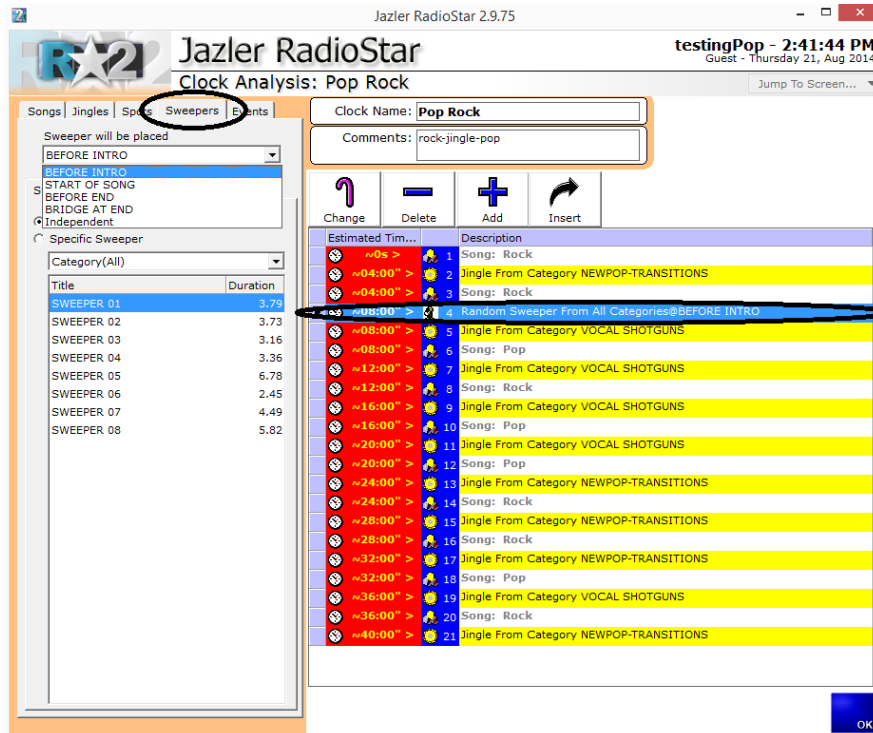 Jazler RadioStar 2.9.75
R☆2
Jazler RadioStar
testingPop - 2:41:44 PM
Guest - Thursday 21, Aug 2014
Clock Analysis: Pop Rock
Jump To Screen...
Songs Jingles Spots Sweepers Events
Clock Name: Pop Rock
Comments: rock-jingle-pop
Sweeper will be placed
BEFORE INTRO
BEFORE INTRO
START OF SONG
BEFORE END
BRIDGE AT END
S
Independent
Specific Sweeper
Category(All)
Title Duration
SWEEPER 01 3.79
SWEEPER 02 3.73
SWEEPER 03 3.16
SWEEPER 04 3.36
SWEEPER 05 6.78
SWEEPER 06 2.45
SWEEPER 07 4.49
SWEEPER 08 5.82
Change Delete Add Insert
Estimated Tim... Description
~0s > 1 Song: Rock
~04:00" > 2 Jingle From Category NEWPOP-TRANSITIONS
~04:00" > 3 Song: Rock
~08:00" > 4 Random Sweeper From All Categories@BEFORE INTRO
~08:00" > 5 Jingle From Category VOCAL SHOTGUNS
~08:00" > 6 Song: Pop
~12:00" > 7 Jingle From Category VOCAL SHOTGUNS
~12:00" > 8 Song: Rock
~16:00" > 9 Jingle From Category VOCAL SHOTGUNS
~16:00" > 10 Song: Pop
~20:00" > 11 Jingle From Category VOCAL SHOTGUNS
~20:00" > 12 Song: Pop
~24:00" > 13 Jingle From Category NEWPOP-TRANSITIONS
~24:00" > 14 Song: Rock
~28:00" > 15 Jingle From Category NEWPOP-TRANSITIONS
~28:00" > 16 Song: Rock
~32:00" > 17 Jingle From Category NEWPOP-TRANSITIONS
~32:00" > 18 Song: Pop
~36:00" > 19 Jingle From Category VOCAL SHOTGUNS
~36:00" > 20 Song: Rock
~40:00" > 21 Jingle From Category NEWPOP-TRANSITIONS
OK